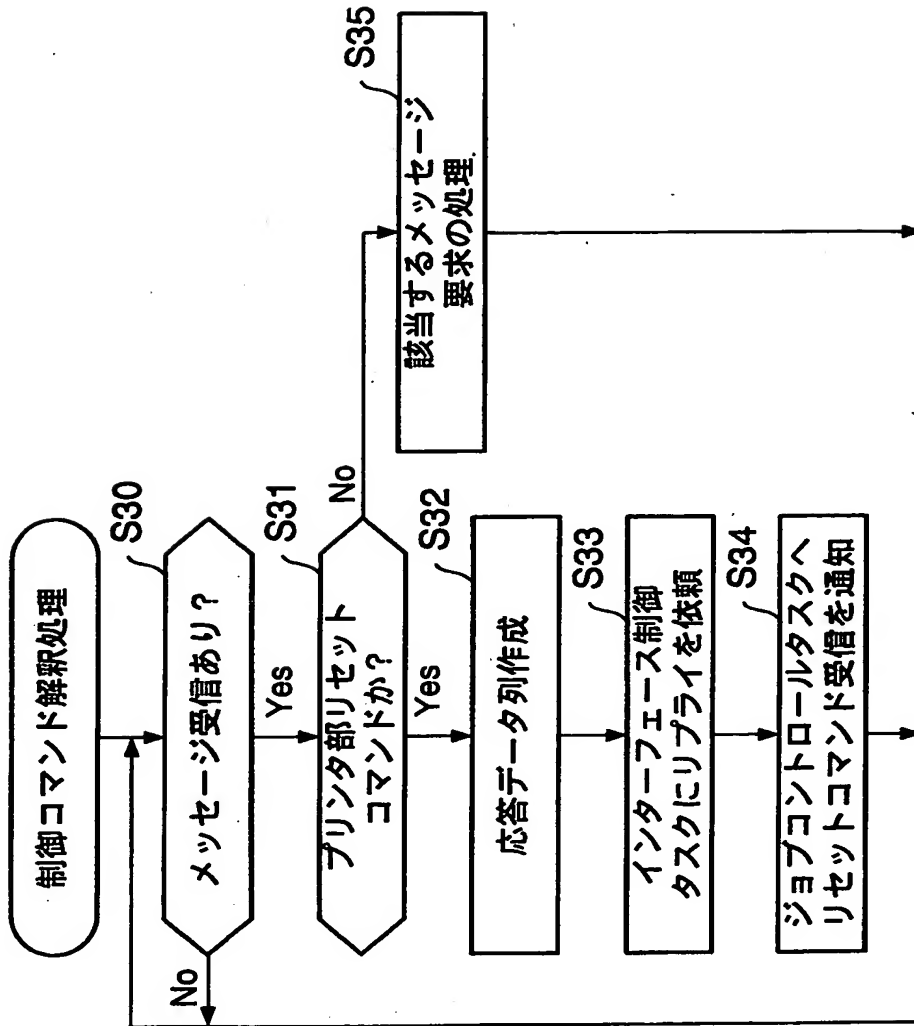 制御コマンド解釈処理
S30
メッセージ受信あり？
No
Yes
S31
プリンタ部リセット
コマンドか？
No
Yes
S32
応答データ列作成
S33
インターフェース制御
タスクにリプライを依頼
S34
ジョブコントロールタスクへ
リセットコマンド受信を通知
S35
該当するメッセージ
要求の処理